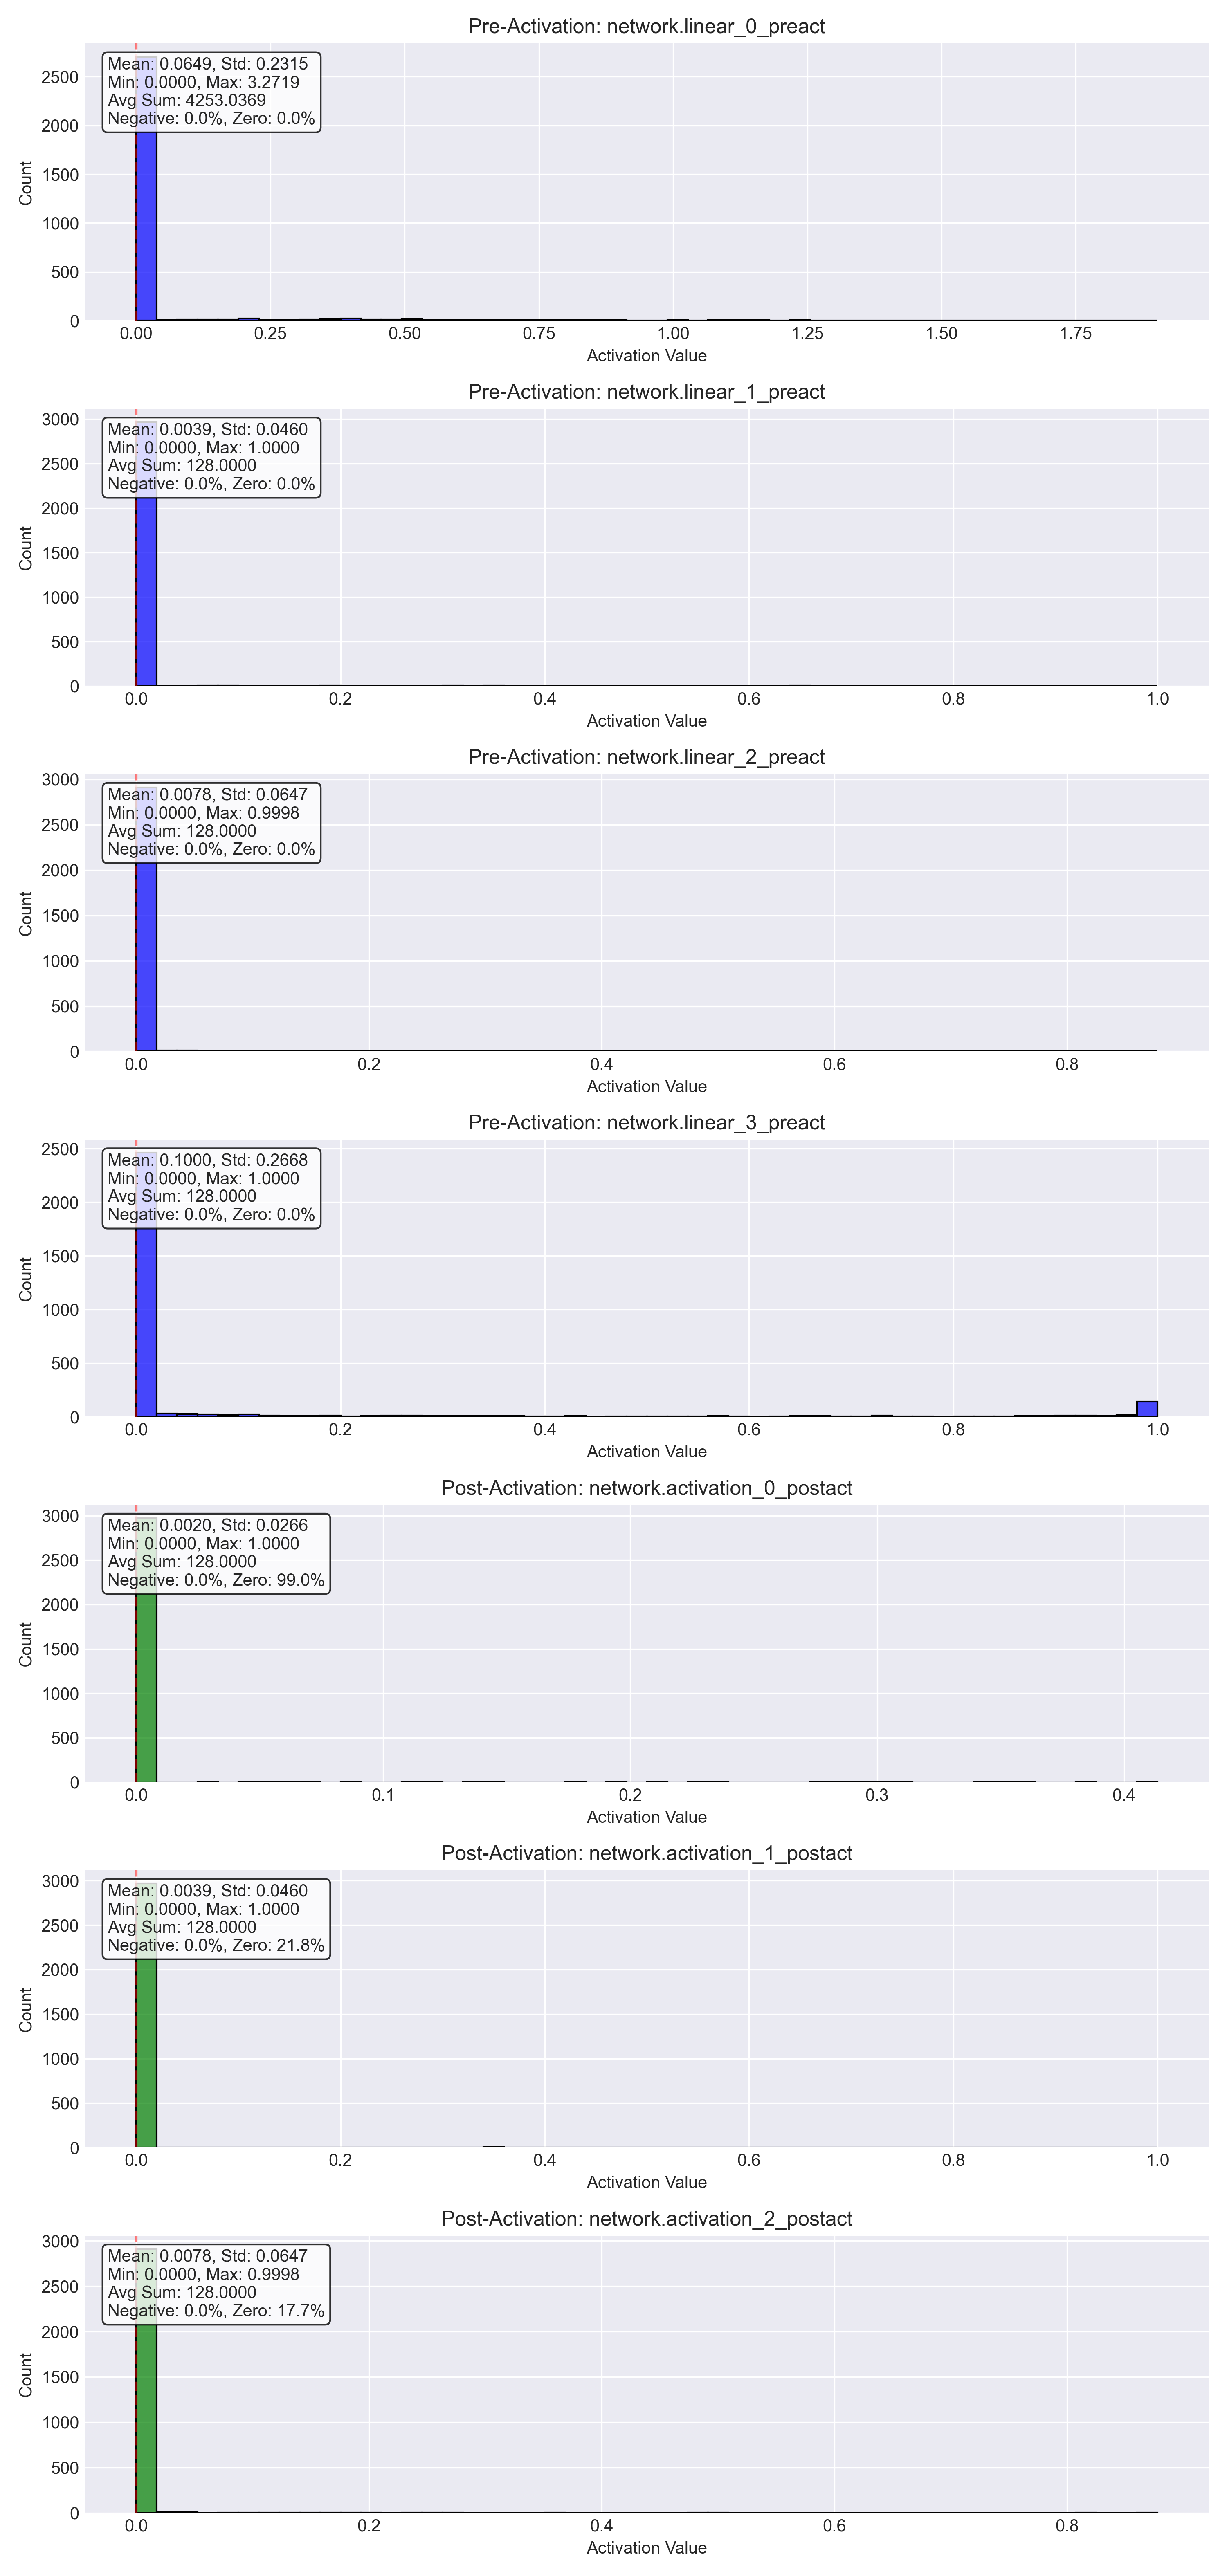 Pre-Activation: network.linear_0_preact
Mean: 0.0649, Std: 0.2315
Min: 0.0000, Max: 3.2719
Avg Sum: 4253.0369
Negative: 0.0%, Zero: 0.0%
Count
2500
2000
1500
1000
500
0
0.00 0.25 0.50 0.75 1.00 1.25 1.50 1.75
Activation Value
Pre-Activation: network.linear_1_preact
Mean: 0.0039, Std: 0.0460
Min: 0.0000, Max: 1.0000
Avg Sum: 128.0000
Negative: 0.0%, Zero: 0.0%
Count
3000
2500
2000
1500
1000
500
0
0.0 0.2 0.4 0.6 0.8 1.0
Activation Value
Pre-Activation: network.linear_2_preact
Mean: 0.0078, Std: 0.0647
Min: 0.0000, Max: 0.9998
Avg Sum: 128.0000
Negative: 0.0%, Zero: 0.0%
Count
3000
2500
2000
1500
1000
500
0
0.0 0.2 0.4 0.6 0.8
Activation Value
Pre-Activation: network.linear_3_preact
Mean: 0.1000, Std: 0.2668
Min: 0.0000, Max: 1.0000
Avg Sum: 128.0000
Negative: 0.0%, Zero: 0.0%
Count
2500
2000
1500
1000
500
0
0.0 0.2 0.4 0.6 0.8 1.0
Activation Value
Post-Activation: network.activation_0_postact
Mean: 0.0020, Std: 0.0266
Min: 0.0000, Max: 1.0000
Avg Sum: 128.0000
Negative: 0.0%, Zero: 99.0%
Count
3000
2500
2000
1500
1000
500
0
0.0 0.1 0.2 0.3 0.4
Activation Value
Post-Activation: network.activation_1_postact
Mean: 0.0039, Std: 0.0460
Min: 0.0000, Max: 1.0000
Avg Sum: 128.0000
Negative: 0.0%, Zero: 21.8%
Count
3000
2500
2000
1500
1000
500
0
0.0 0.2 0.4 0.6 0.8 1.0
Activation Value
Post-Activation: network.activation_2_postact
Mean: 0.0078, Std: 0.0647
Min: 0.0000, Max: 0.9998
Avg Sum: 128.0000
Negative: 0.0%, Zero: 17.7%
Count
3000
2500
2000
1500
1000
500
0
0.0 0.2 0.4 0.6 0.8
Activation Value